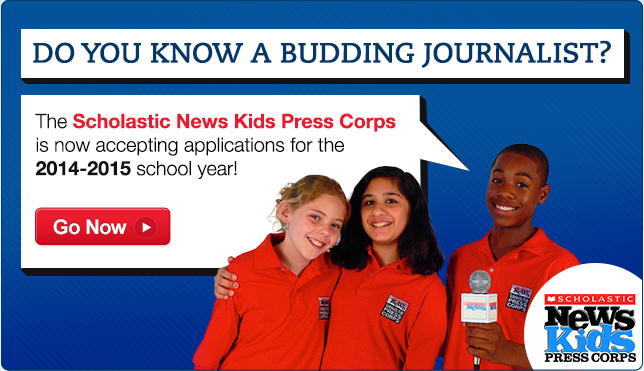 DO YOU KNOW A BUDDING JOURNALIST?
The Scholastic News Kids Press Corps
is now accepting applications for the
2014-2015 school year!
Go Now
SCHOLASTIC
News
Kids
PRESS CORPS